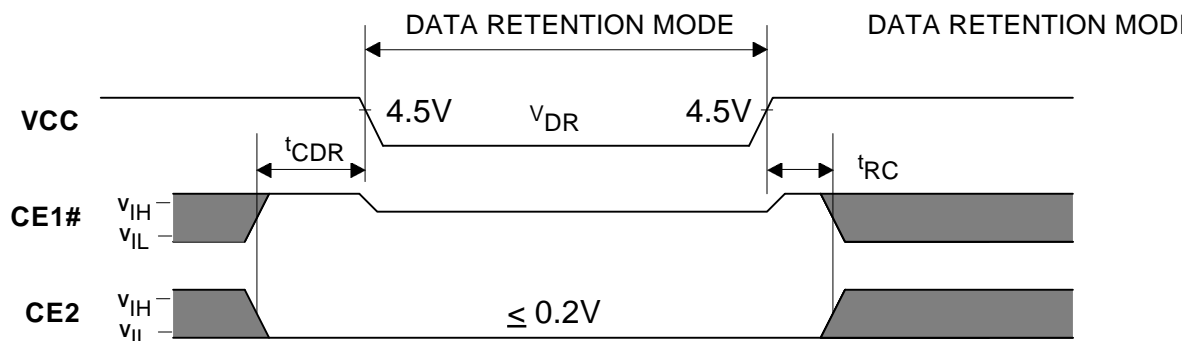 DATA RETENTION MODE DATA RETENTION MOD
VCC 4.5V VDR 4.5V
tCDR tRC
CE1# VIH
VIL
CE2 VIH ≤ 0.2V
VIL